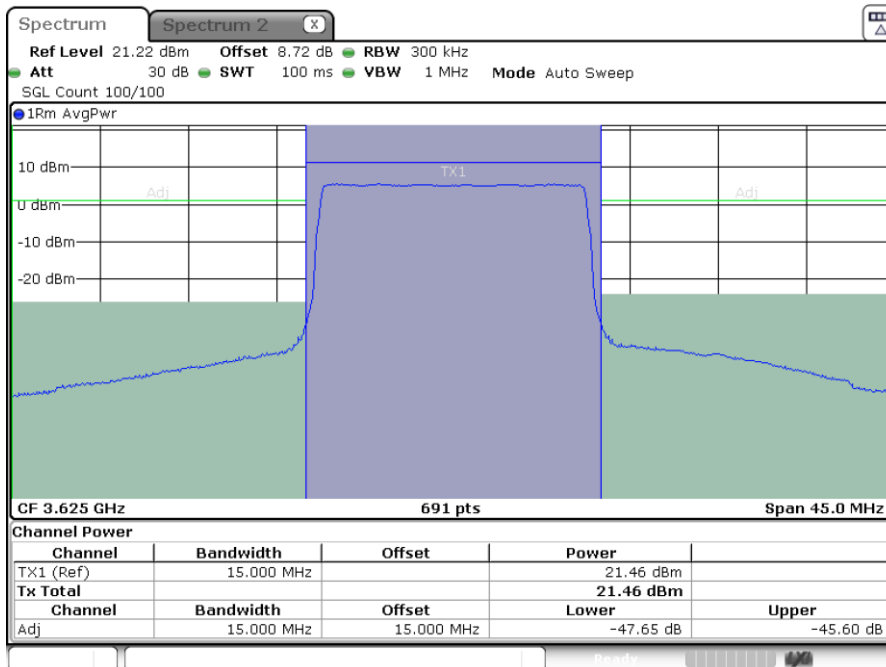 Spectrum Spectrum 2 X
Ref Level 21.22 dBm Offset 8.72 dB RBW 300 kHz
Att 30 dB SWT 100 ms VBW 1 MHz Mode Auto Sweep
SGL Count 100/100
1Rm AvgPwr
10 dBm
TX1
Adj Adj
0 dBm
-10 dBm
-20 dBm
CF 3.625 GHz 691 pts Span 45.0 MHz
Channel Power
Channel Bandwidth Offset Power
TX1 (Ref) 15.000 MHz 21.46 dBm
Tx Total 21.46 dBm
Channel Bandwidth Offset Lower Upper
Adj 15.000 MHz 15.000 MHz -47.65 dB -45.60 dB
Ready